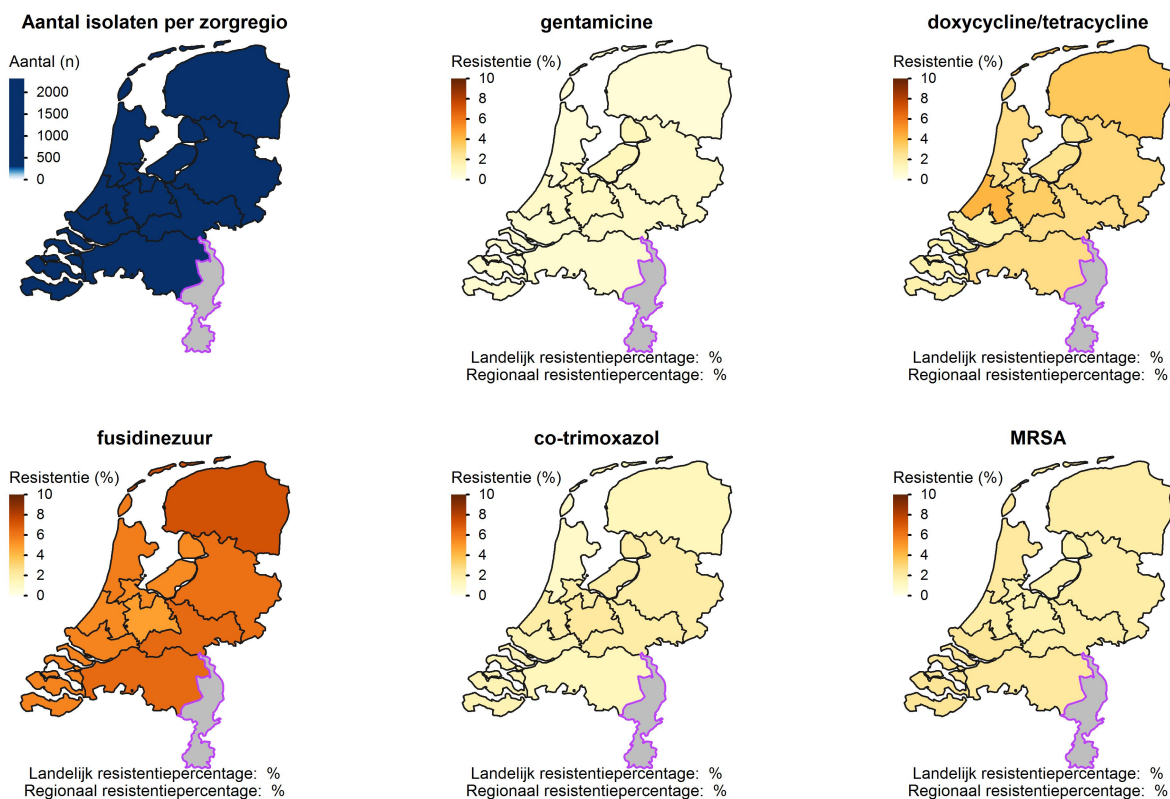 Aantal isolaten per zorgregio
Aantal (n)
2000
1500
1000
500
0
gentamicine
Resistentie (%)
10
8
6
4
2
0
Landelijk resistentiepercentage: %
Regionaal resistentiepercentage: %
doxycycline/tetracycline
Resistentie (%)
10
8
6
4
2
0
Landelijk resistentiepercentage: %
Regionaal resistentiepercentage: %
fusidinezuur
Resistentie (%)
10
8
6
4
2
0
Landelijk resistentiepercentage: %
Regionaal resistentiepercentage: %
co-trimoxazol
Resistentie (%)
10
8
6
4
2
0
Landelijk resistentiepercentage: %
Regionaal resistentiepercentage: %
MRSA
Resistentie (%)
10
8
6
4
2
0
Landelijk resistentiepercentage: %
Regionaal resistentiepercentage: %